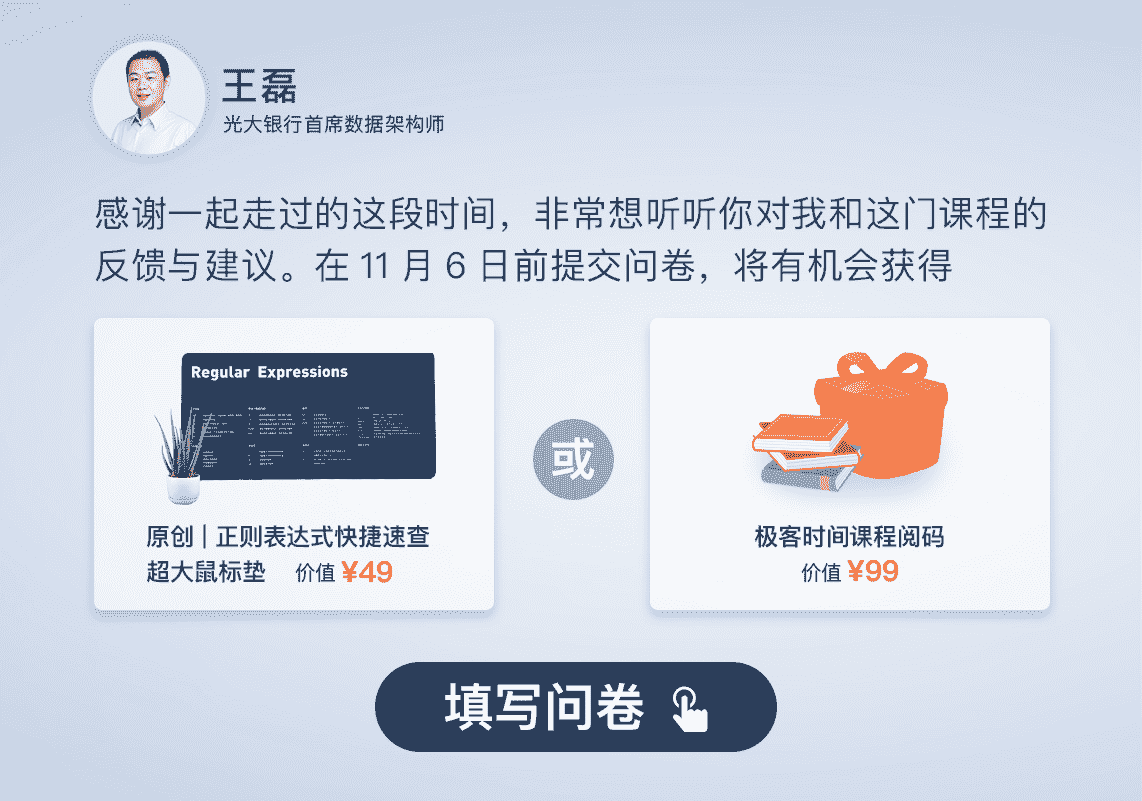 王磊
光大银行首席数据架构师
感谢一起走过的这段时间，非常想听听你对我和这门课程的
反馈与建议。在 11 月 6 日前提交问卷，将有机会获得
Regular Expressions
原创 | 正则表达式快捷速查
超大鼠标垫 价值 ¥49
或
极客时间课程阅码
价值 ¥99
填写问卷